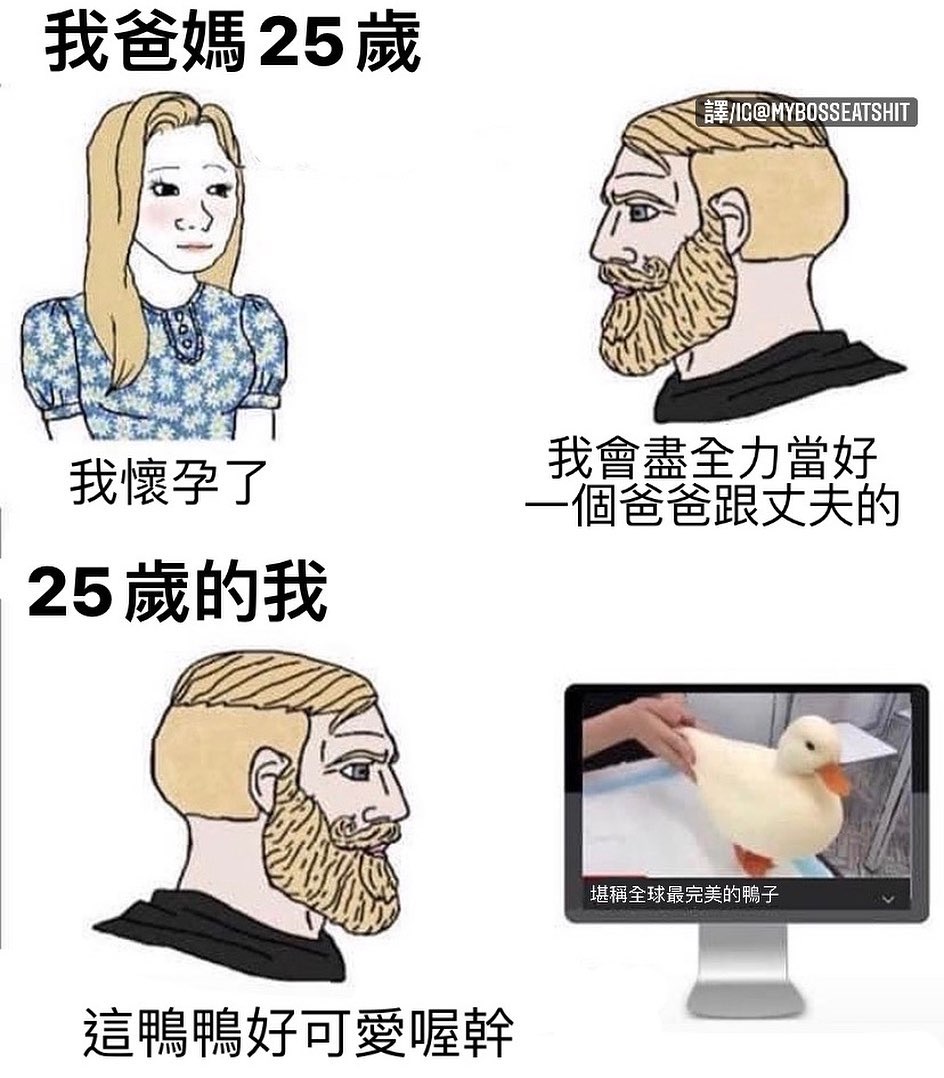 我爸媽25歲
譯/IG@MYBOSSEATSHIT
我懷孕了
我會盡全力當好
一個爸爸跟丈夫的
25歲的我
堪稱全球最完美的鴨子
這鴨鴨好可愛喔幹